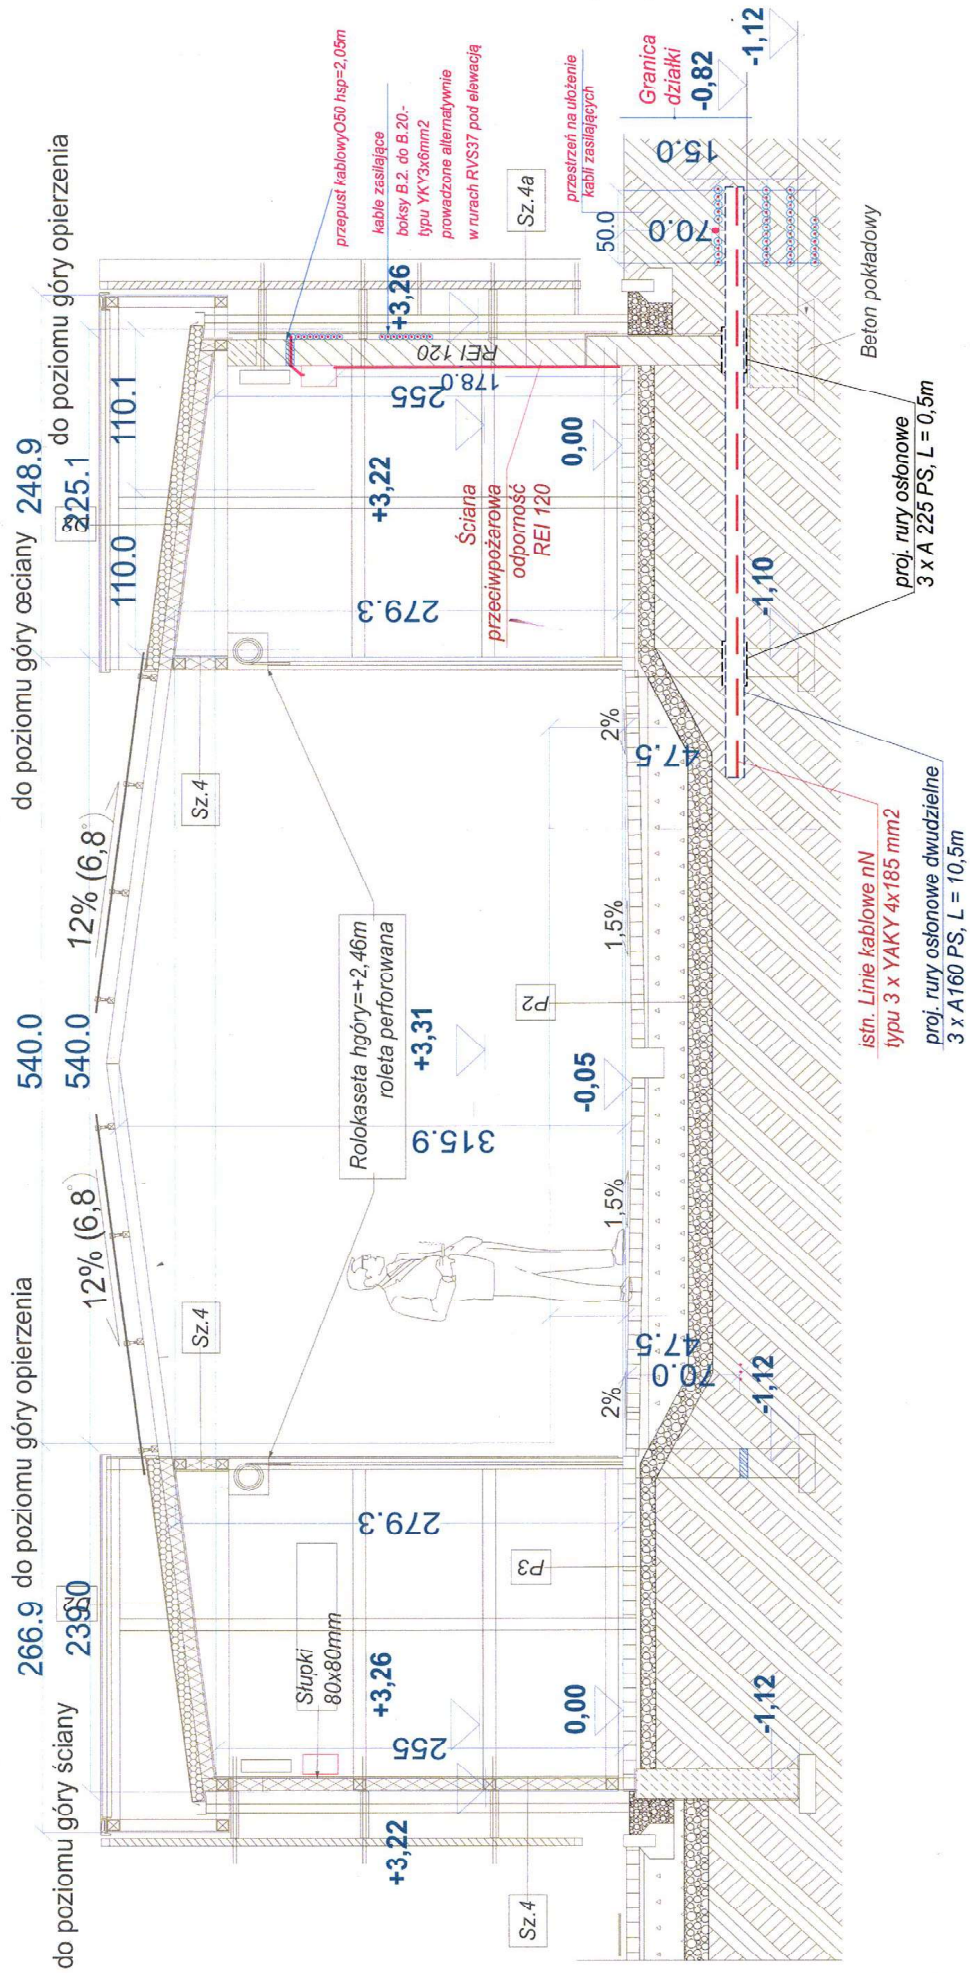 do poziomu góry ściany
266.9
do poziomu góry opierzenia
540.0
do poziomu góry œciany
248.9
do poziomu góry opierzenia
239.0
540.0
225.1
110.0
110.1
12% (6,8°
12% (6,8°
Sz.4
Sz.4
Słupki
80x80mm
Rolokaseta hgóry=+2,46m
roleta perforowana
przepust kablowyO50 hsp=2,05m
kable zasilające
boksy B.2. do B.20.-
typu YKY3x6mm2
prowadzone alternatywnie
w rurach RVS37 pod elewacją
+3,22
+3,26
+3,31
+3,22
+3,26
255
279.3
315.9
279.3
255
178.0
REI 120
Ściana
przeciwpożarowa
odporność
REI 120
Sz.4
P3
P2
Sz.4a
0,00
-0,05
0,00
2%
1,5%
1,5%
2%
przestrzeń na ułożenie
kabli zasilających
50.0
70.0
47.5
47.5
70.0
15.0
Granica
działki
-0,82
-1,12
-1,12
-1,12
-1,10
Beton pokładowy
istn. Linie kablowe nN
typu 3 x YAKY 4x185 mm2
proj. rury osłonowe dwudzielne
3 x A160 PS, L = 10,5m
proj. rury osłonowe
3 x A 225 PS, L = 0,5m